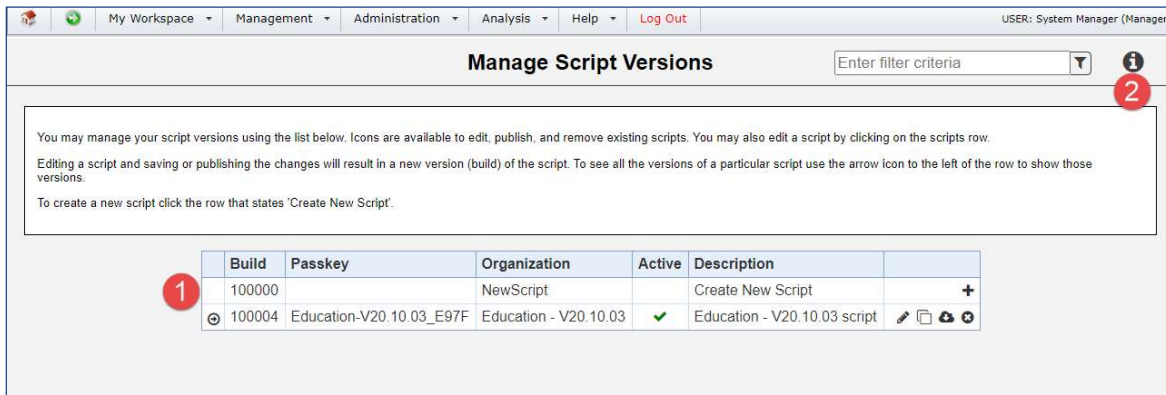 My Workspace Management Administration Analysis Help Log Out USER: System Manager (Manager
Manage Script Versions
Enter filter criteria
2
You may manage your script versions using the list below. Icons are available to edit, publish, and remove existing scripts. You may also edit a script by clicking on the scripts row.
Editing a script and saving or publishing the changes will result in a new version (build) of the script. To see all the versions of a particular script use the arrow icon to the left of the row to show those
versions.
To create a new script click the row that states 'Create New Script'.
Build Passkey Organization Active Description
1
100000 NewScript Create New Script
100004 Education-V20.10.03_E97F Education - V20.10.03 Education - V20.10.03 script